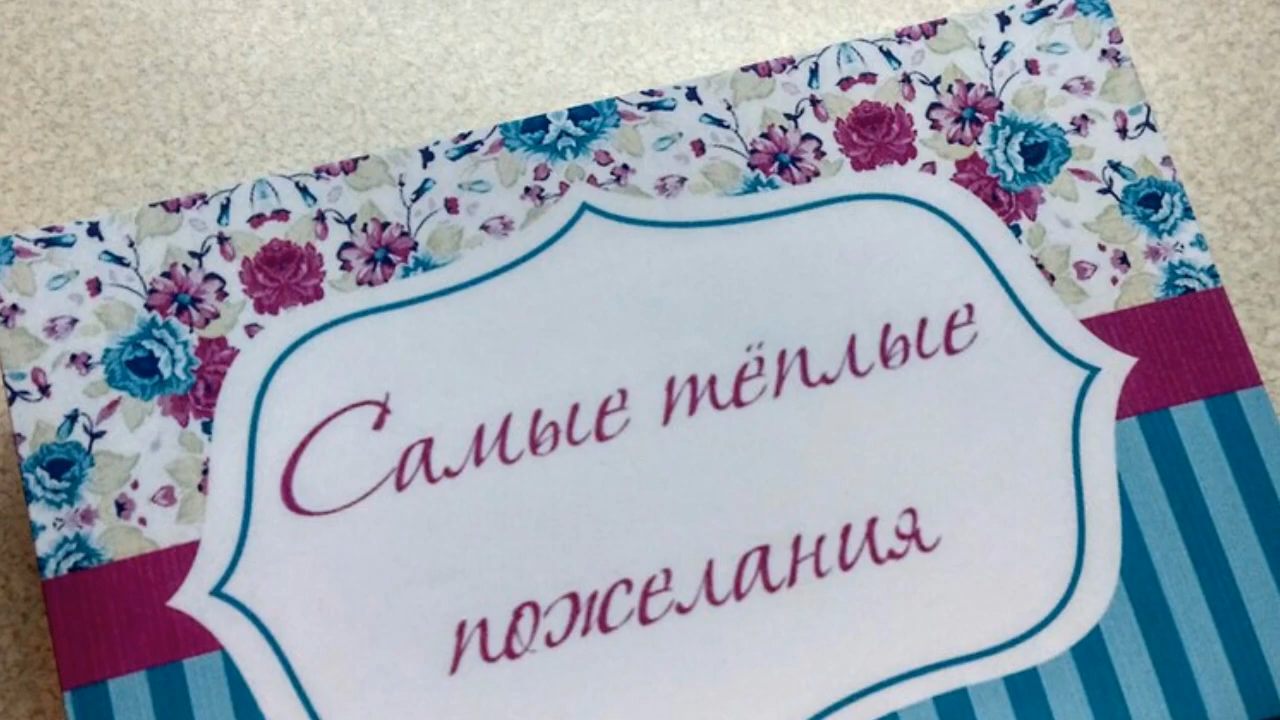 Самые тёплые
пожелания